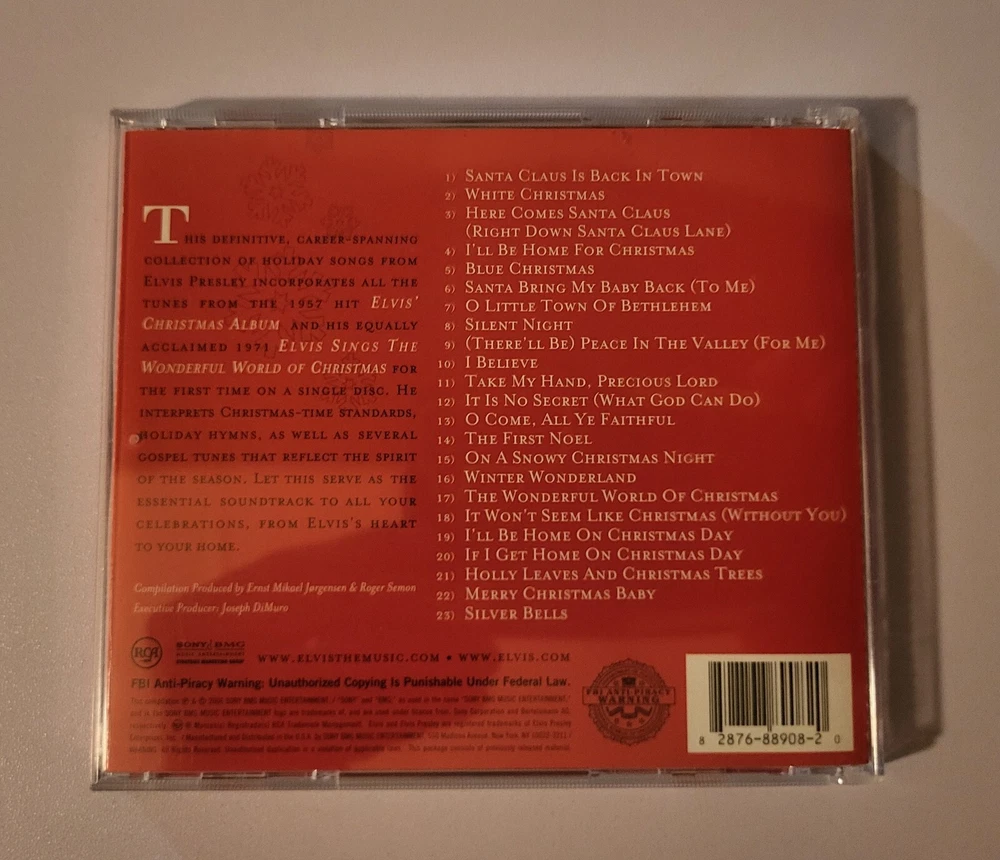 THIS DEFINITIVE, CAREER-SPANNING
COLLECTION OF HOLIDAY SONGS FROM
ELVIS PRESLEY INCORPORATES ALL THE
TUNES FROM THE 1957 HIT ELVIS'
CHRISTMAS ALBUM AND HIS EQUALLY
ACCLAIMED 1971 ELVIS SINGS THE
WONDERFUL WORLD OF CHRISTMAS FOR
THE FIRST TIME ON A SINGLE DISC. HE
INTERPRETS CHRISTMAS-TIME STANDARDS,
HOLIDAY HYMNS, AS WELL AS SEVERAL
GOSPEL TUNES THAT REFLECT THE SPIRIT
OF THE SEASON. LET THIS SERVE AS THE
ESSENTIAL SOUNDTRACK TO ALL YOUR
CELEBRATIONS, FROM ELVIS'S HEART
TO YOUR HOME.
Compilation Produced by Ernst Mikael Jørgensen & Roger Semon
Executive Producer: Joseph DiMuro
1) SANTA CLAUS IS BACK IN TOWN
2) WHITE CHRISTMAS
3) HERE COMES SANTA CLAUS
(RIGHT DOWN SANTA CLAUS LANE)
4) I'LL BE HOME FOR CHRISTMAS
5) BLUE CHRISTMAS
6) SANTA BRING MY BABY BACK (TO ME)
7) O LITTLE TOWN OF BETHLEHEM
8) SILENT NIGHT
9) (THERE'LL BE) PEACE IN THE VALLEY (FOR ME)
10) I BELIEVE
11) TAKE MY HAND, PRECIOUS LORD
12) IT IS NO SECRET (WHAT GOD CAN DO)
13) O COME, ALL YE FAITHFUL
14) THE FIRST NOEL
15) ON A SNOWY CHRISTMAS NIGHT
16) WINTER WONDERLAND
17) THE WONDERFUL WORLD OF CHRISTMAS
18) IT WON'T SEEM LIKE CHRISTMAS (WITHOUT YOU)
19) I'LL BE HOME ON CHRISTMAS DAY
20) IF I GET HOME ON CHRISTMAS DAY
21) HOLLY LEAVES AND CHRISTMAS TREES
22) MERRY CHRISTMAS BABY
23) SILVER BELLS
RCA
SONY BMG
MUSIC ENTERTAINMENT
WWW.ELVISTHEMUSIC.COM • WWW.ELVIS.COM
FBI Anti-Piracy Warning: Unauthorized Copying Is Punishable Under Federal Law.
FBI ANTI-PIRACY
WARNING
8 2876-88908-2 0